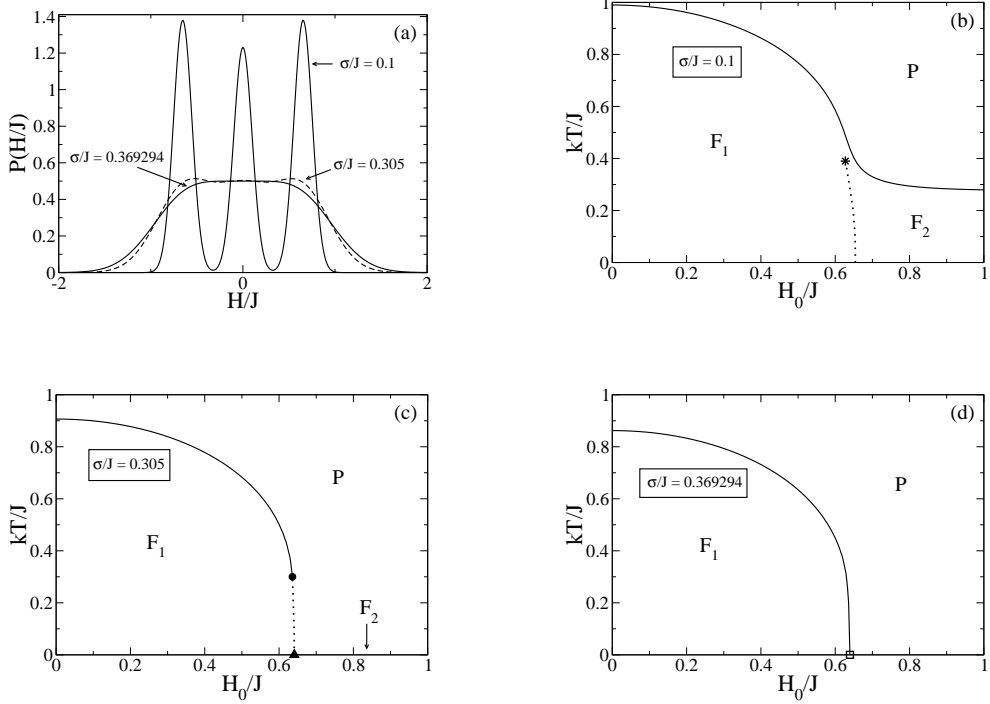 (a)
P(H/J)
1.4
1.2
1
0.8
0.6
0.4
0.2
0
σ/J = 0.1
σ/J = 0.369294
σ/J = 0.305
-2
-1
0
1
2
H/J
(b)
kT/J
1
0.8
0.6
0.4
0.2
0
σ/J = 0.1
P
F1
F2
0
0.2
0.4
0.6
0.8
1
H0/J
(c)
kT/J
1
0.8
0.6
0.4
0.2
0
σ/J = 0.305
P
F1
F2
0
0.2
0.4
0.6
0.8
1
H0/J
(d)
kT/J
1
0.8
0.6
0.4
0.2
0
σ/J = 0.369294
P
F1
0
0.2
0.4
0.6
0.8
1
H0/J